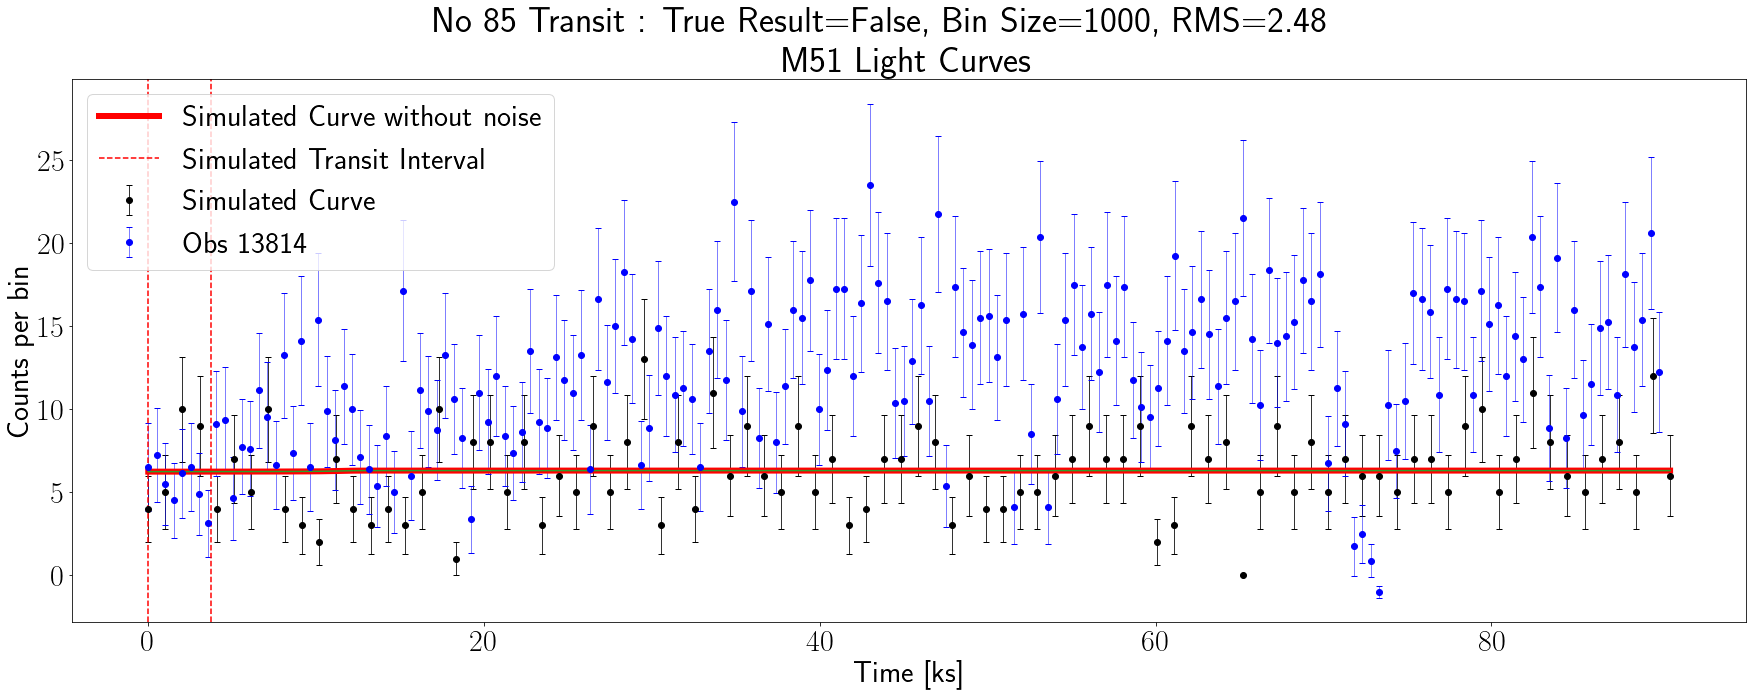 No 85 Transit : True Result=False, Bin Size=1000, RMS=2.48
M51 Light Curves
Simulated Curve without noise
Simulated Transit Interval
Simulated Curve
Obs 13814
Counts per bin
25
20
15
10
5
0
0 20 40 60 80
Time [ks]